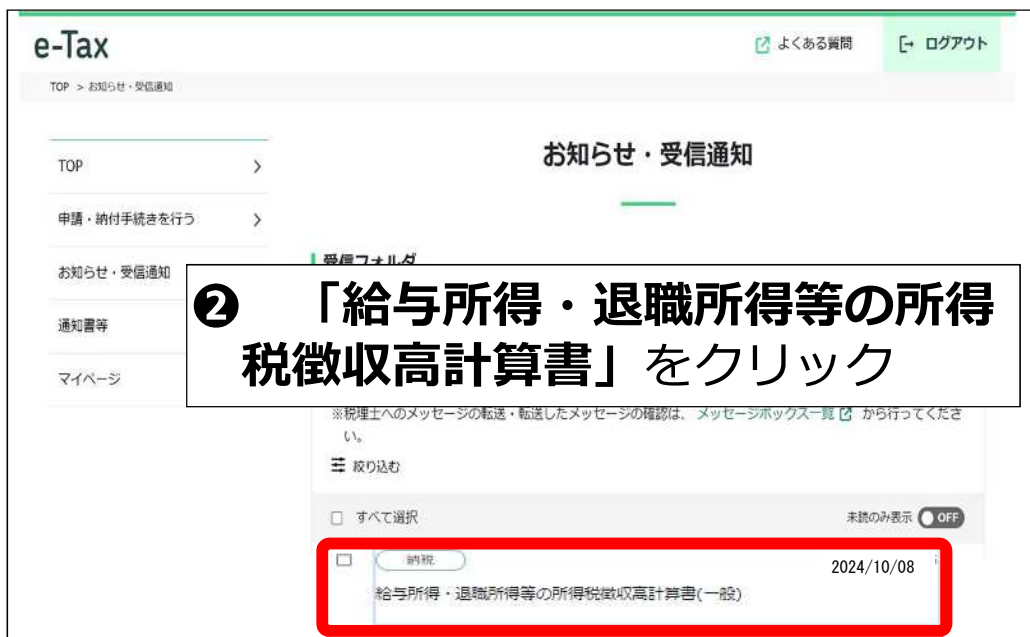 e-Tax
よくある質問
ログアウト
TOP > お知らせ・受信通知
お知らせ・受信通知
TOP
申請・納付手続きを行う
お知らせ・受信通知
通知書等
マイページ
受信フォルダ
❷ 「給与所得・退職所得等の所得
税徴収高計算書」をクリック
※税理士へのメッセージの転送・転送したメッセージの確認は、 メッセージボックス一覧 から行ってくださ
い。
絞り込む
すべて選択
未読のみ表示 OFF
納税
2024/10/08
給与所得・退職所得等の所得税徴収高計算書(一般)